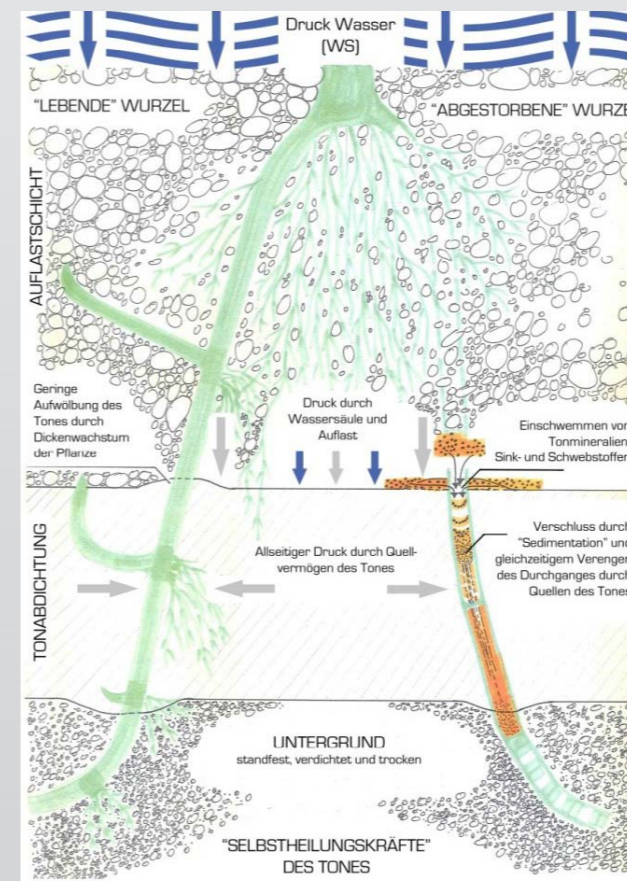 Druck Wasser
(WS)
"LEBENDE" WURZEL
"ABGESTORBENE" WURZE
AUFLASTSCHICHT
Geringe
Aufwölbung des
Tones durch
Dickenwachstum
der Pflanze
Druck durch
Wassersäule und
Auflast
Einschwemmen von
Tonmineralien
Sink- und Schwebstoffen
TONABDICHTUNG
Allseitiger Druck durch Quell-
vermögen des Tones
Verschluss durch
"Sedimentation" und
gleichzeitigem Verengen
des Durchganges durch
Quellen des Tones
UNTERGRUND
standfest, verdichtet und trocken
"SELBSTHEILUNGSKRÄFTE"
DES TONES